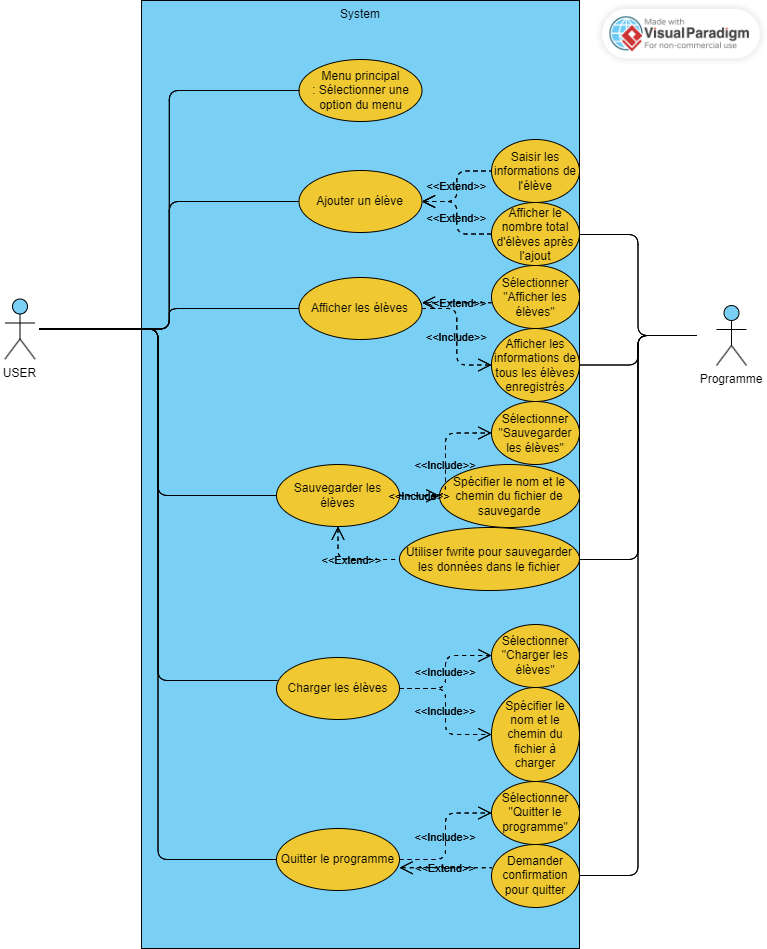 System
Made with
VisualParadigm
For non-commercial use
Menu principal
: Sélectionner une
option du menu
Saisir les
informations de
l'élève
<<Extend>>
Ajouter un élève
<<Extend>>
Afficher le
nombre total
d'élèves après
l'ajout
Sélectionner
"Afficher les
élèves"
<<Extend>>
Afficher les élèves
<<Include>>
Afficher les
informations de
tous les élèves
enregistrés
USER
Programme
Sélectionner
"Sauvegarder
les élèves"
<<Include>>
Sauvegarder les
élèves
<<Include>>
Spécifier le nom et le
chemin du fichier de
sauvegarde
Utiliser fwrite pour sauvegarder
les données dans le fichier
<<Extend>>
Sélectionner
"Charger les
élèves"
<<Include>>
Charger les élèves
<<Include>>
Spécifier le
nom et le
chemin du
fichier à
charger
Sélectionner
"Quitter le
programme"
<<Include>>
Quitter le programme
<<Extend>>
Demander
confirmation
pour quitter